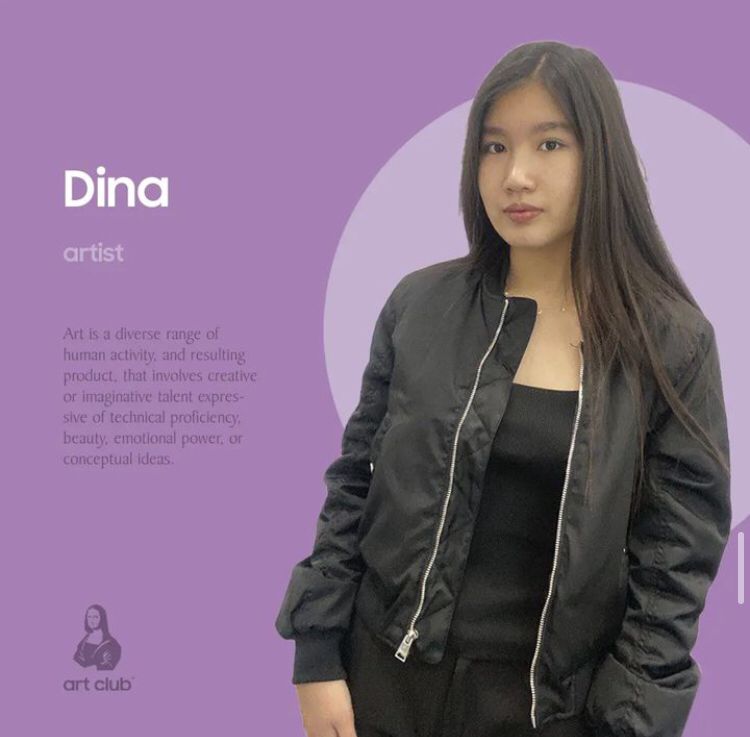 Dina
artist
Art is a diverse range of
human activity, and resulting
product, that involves creative
or imaginative talent expres-
sive of technical proficiency,
beauty, emotional power, or
conceptual ideas.
art club